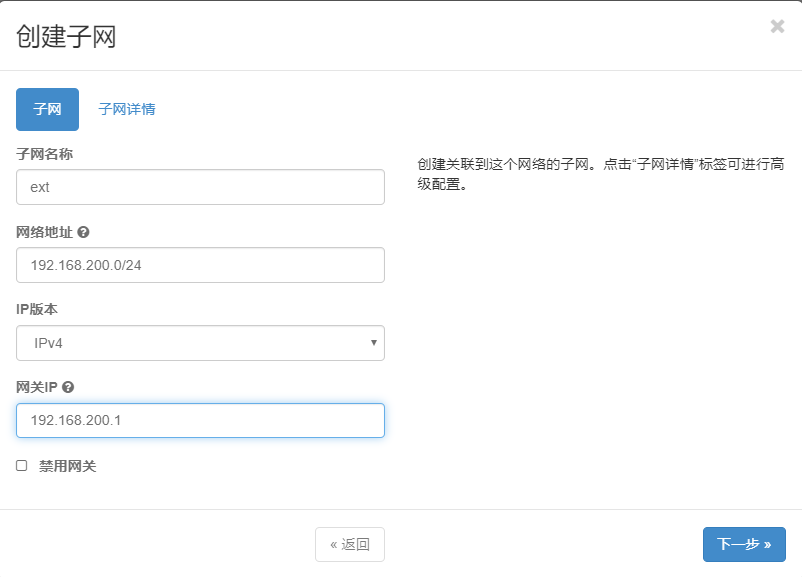 创建子网
×
子网 子网详情
子网名称
ext
网络地址
192.168.200.0/24
IP版本
IPv4
网关IP
192.168.200.1
禁用网关
创建关联到这个网络的子网。点击“子网详情”标签可进行高
级配置。
« 返回
下一步 »